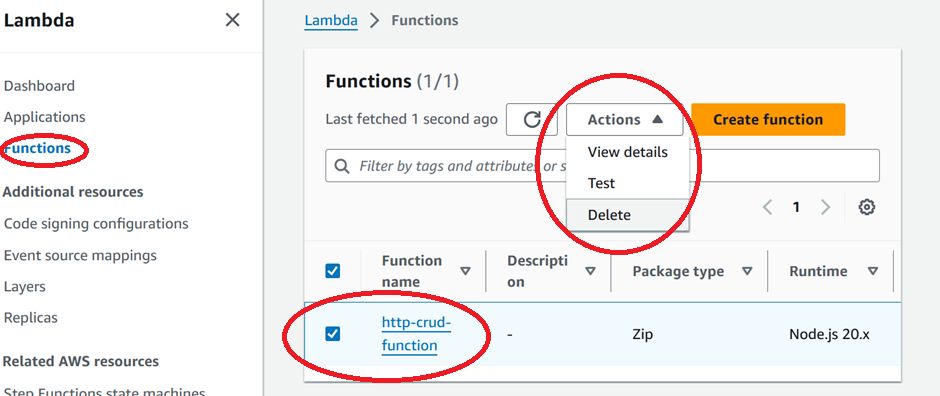 Lambda
Lambda > Functions
Dashboard
Applications
Functions
Additional resources
Code signing configurations
Event source mappings
Layers
Replicas
Related AWS resources
Step Functions state machines
Functions (1/1)
Last fetched 1 second ago
Actions
Create function
View details
Test
Delete
Filter by tags and attributes or s
1
Function name
Descripti
on
Package type
Runtime
http-crud-
function
-
Zip
Node.js 20.x